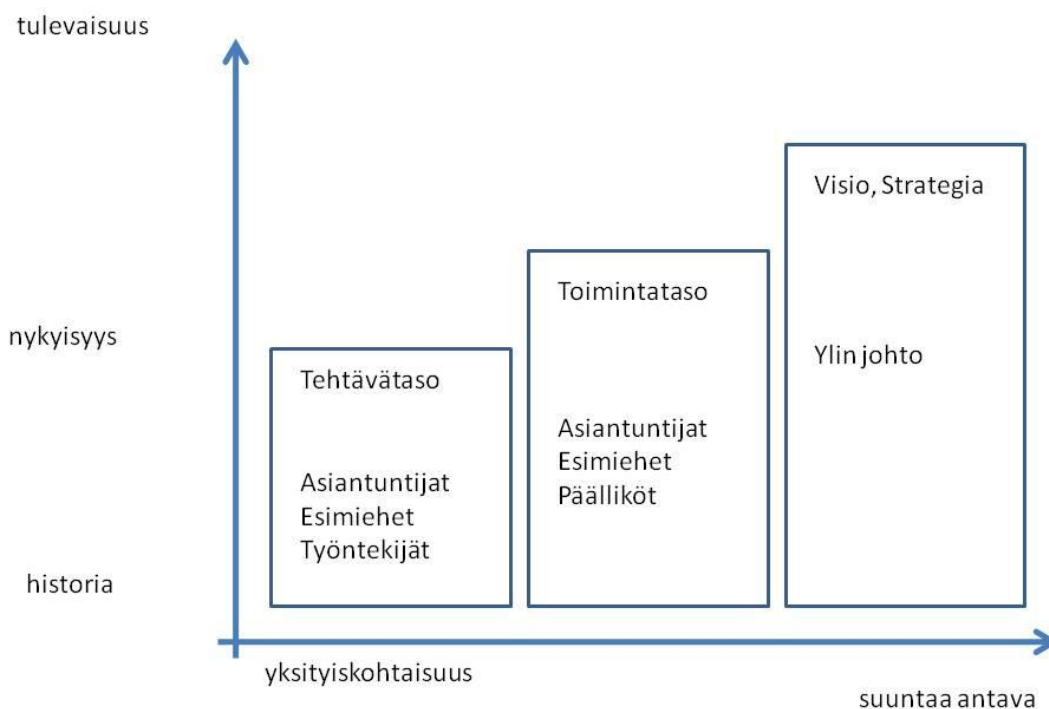 tulevaisuus
nykyisyys
historia
Tehtävätaso
Asiantuntijat
Esimiehet
Työntekijät
Toimintataso
Asiantuntijat
Esimiehet
Päälliköt
Visio, Strategia
Ylin johto
yksityiskohtaisuus
suuntaa antava